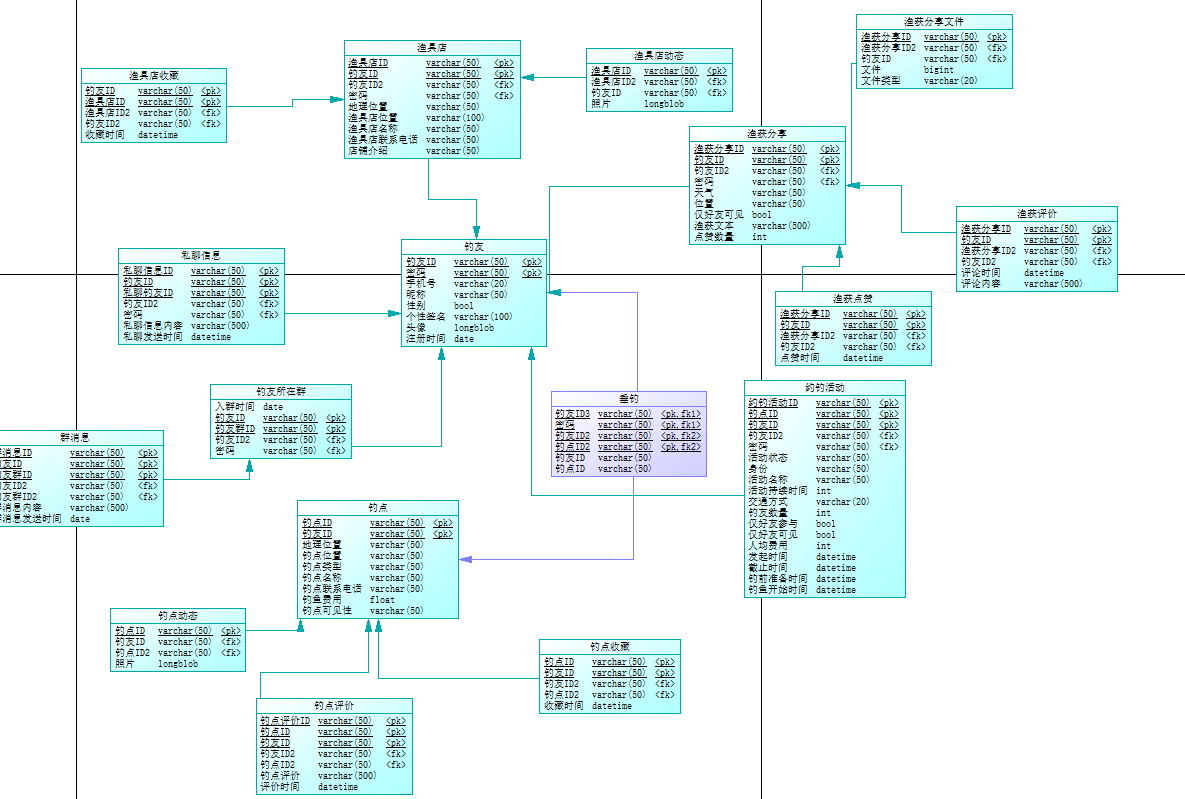 渔具店收藏
钓友ID varchar(50) <pk>
渔具店ID varchar(50) <pk>
渔具店ID2 varchar(50) <fk>
钓友ID2 varchar(50) <fk>
收藏时间 datetime
渔具店
渔具店ID varchar(50) <pk>
钓友ID varchar(50) <pk>
钓友ID2 varchar(50) <fk>
密码 varchar(50) <fk>
地理位置 varchar(50)
渔具店位置 varchar(100)
渔具店名称 varchar(50)
渔具店联系电话 varchar(50)
店铺介绍 varchar(50)
渔具店动态
渔具店ID varchar(50) <pk>
渔具店ID2 varchar(50) <fk>
钓友ID varchar(50) <fk>
照片 longblob
渔获分享文件
渔获分享ID varchar(50) <pk>
渔获分享ID2 varchar(50) <fk>
钓友ID varchar(50) <fk>
文件 bigint
文件类型 varchar(20)
渔获分享
渔获分享ID varchar(50) <pk>
钓友ID varchar(50) <pk>
钓友ID2 varchar(50) <fk>
密码 varchar(50) <fk>
天气 varchar(50)
位置 varchar(50)
仅好友可见 bool
渔获文本 varchar(500)
点赞数量 int
渔获评价
渔获分享ID varchar(50) <pk>
钓友ID varchar(50) <pk>
渔获分享ID2 varchar(50) <fk>
钓友ID2 varchar(50) <fk>
评论时间 datetime
评论内容 varchar(500)
私聊信息
私聊信息ID varchar(50) <pk>
钓友ID varchar(50) <pk>
私聊钓友ID varchar(50) <pk>
钓友ID2 varchar(50) <fk>
密码 varchar(50) <fk>
私聊信息内容 varchar(500)
私聊发送时间 datetime
钓友
钓友ID varchar(50) <pk>
密码 varchar(50) <pk>
手机号 varchar(20)
昵称 varchar(50)
性别 bool
个性签名 varchar(100)
头像 longblob
注册时间 date
渔获点赞
渔获分享ID varchar(50) <pk>
钓友ID varchar(50) <pk>
渔获分享ID2 varchar(50) <fk>
钓友ID2 varchar(50) <fk>
点赞时间 datetime
钓友所在群
入群时间 date
钓友ID varchar(50) <pk>
钓友群ID varchar(50) <pk>
钓友ID2 varchar(50) <fk>
密码 varchar(50) <fk>
垂钓
钓友ID3 varchar(50) <pk,fk1>
密码 varchar(50) <pk,fk1>
钓友ID2 varchar(50) <pk,fk2>
钓点ID2 varchar(50) <pk,fk2>
钓友ID varchar(50)
钓点ID varchar(50)
约钓活动
约钓活动ID varchar(50) <pk>
钓点ID varchar(50) <pk>
钓友ID varchar(50) <pk>
钓友ID2 varchar(50) <fk>
密码 varchar(50) <fk>
活动状态 varchar(50)
身份 varchar(50)
活动名称 varchar(50)
活动持续时间 int
交通方式 varchar(20)
钓友数量 int
仅好友参与 bool
仅好友可见 bool
人均费用 int
发起时间 datetime
截止时间 datetime
钓前准备时间 datetime
钓鱼开始时间 datetime
群消息
消息ID varchar(50) <pk>
友ID varchar(50) <pk>
友群ID varchar(50) <pk>
友ID2 varchar(50) <fk>
友群ID2 varchar(50) <fk>
消息内容 varchar(500)
消息发送时间 date
钓点
钓点ID varchar(50) <pk>
钓友ID varchar(50) <pk>
地理位置 varchar(50)
钓点位置 varchar(50)
钓点类型 varchar(50)
钓点名称 varchar(50)
钓点联系电话 varchar(50)
钓鱼费用 float
钓点可见性 varchar(50)
钓点动态
钓点ID varchar(50) <pk>
钓友ID varchar(50) <fk>
钓点ID2 varchar(50) <fk>
照片 longblob
钓点收藏
钓点ID varchar(50) <pk>
钓友ID varchar(50) <pk>
钓友ID2 varchar(50) <fk>
钓点ID2 varchar(50) <fk>
收藏时间 datetime
钓点评价
钓点评价ID varchar(50) <pk>
钓点ID varchar(50) <pk>
钓友ID varchar(50) <pk>
钓友ID2 varchar(50) <fk>
钓点ID2 varchar(50) <fk>
钓点评价 varchar(500)
评价时间 datetime